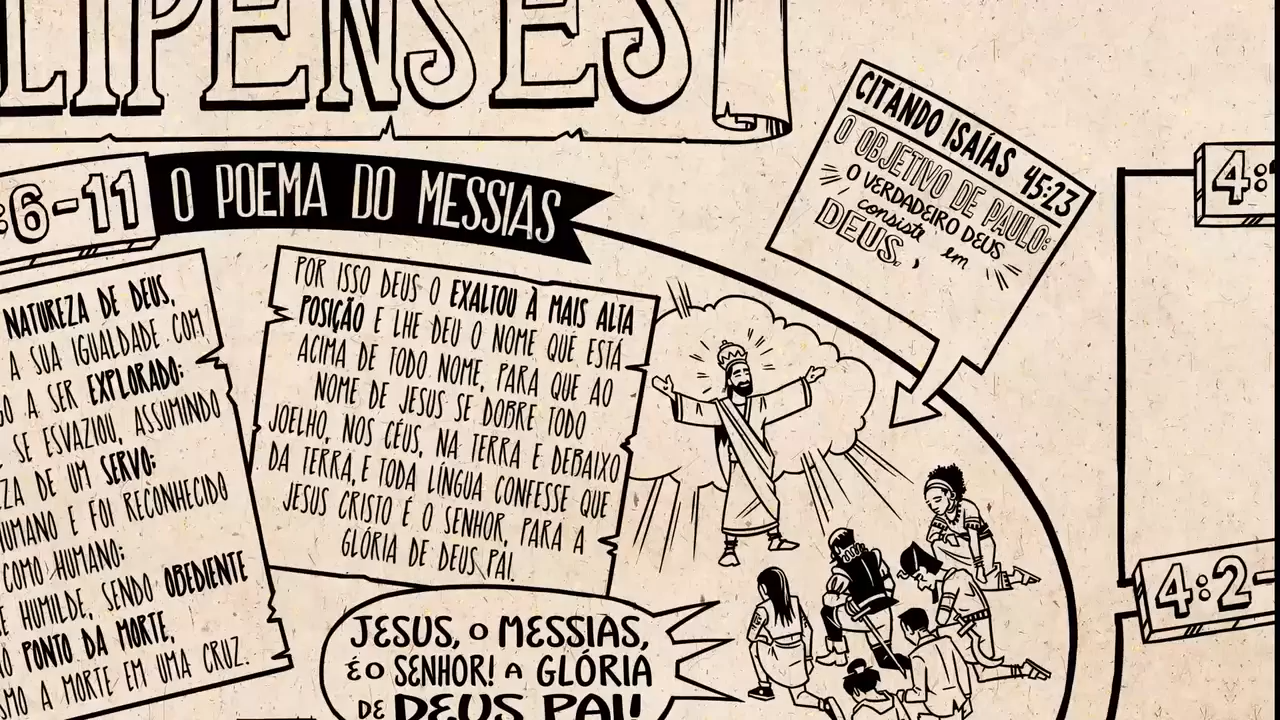 LIPENSES
:6-11
O POEMA DO MESSIAS
CITANDO ISAÍAS 45:23
O OBJETIVO DE PAULO:
O VERDADEIRO DEUS
consiste em
DEUS, ,
4:
4:2-
NATUREZA DE DEUS,
A SUA IGUALDADE COM
A SER EXPLORADO;
SE ESVAZIOU, ASSUMINDO
DE UM SERVO;
HUMANO E FOI RECONHECIDO
COMO HUMANO;
HUMILDE, SENDO OBEDIENTE
PONTO DA MORTE,
A MORTE EM UMA CRUZ.
POR ISSO DEUS O EXALTOU À MAIS ALTA
POSIÇÃO E LHE DEU O NOME QUE ESTÁ
ACIMA DE TODO NOME, PARA QUE AO
NOME DE JESUS SE DOBRE TODO
JOELHO, NOS CÉUS, NA TERRA E DEBAIXO
DA TERRA, E TODA LÍNGUA CONFESSE QUE
JESUS CRISTO É O SENHOR, PARA A
GLÓRIA DE DEUS PAI.
JESUS, O MESSIAS,
É O SENHOR! A GLÓRIA
DE DEUS PAI!